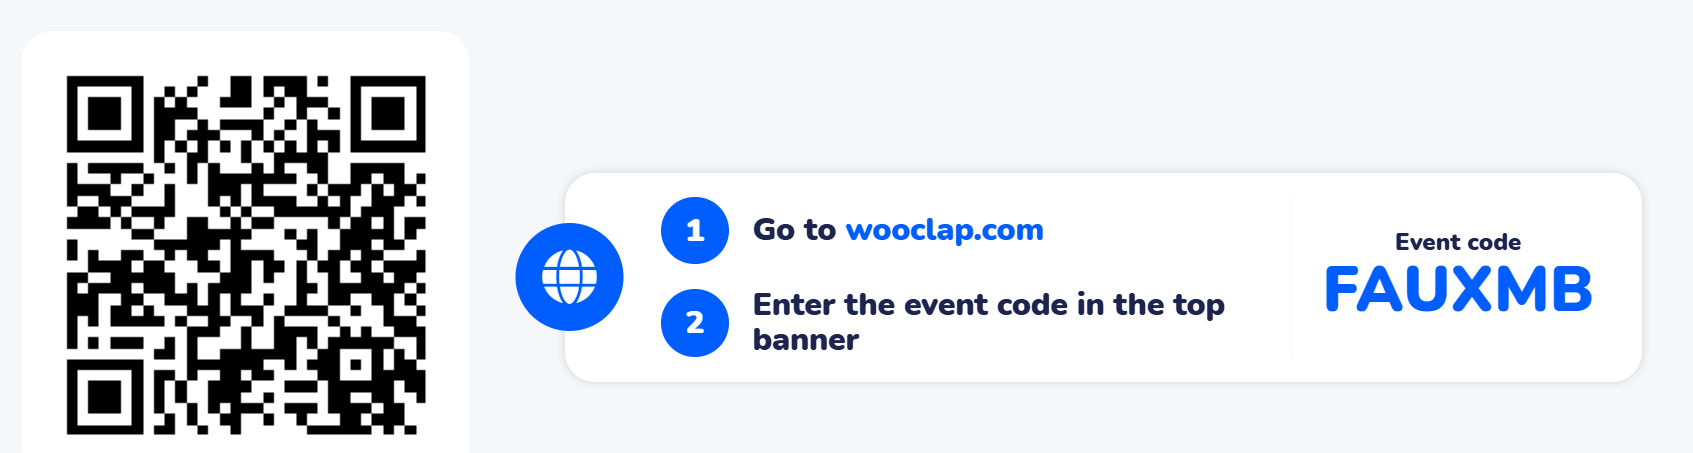 1
Go to wooclap.com
2
Enter the event code in the top
banner
Event code
FAUXMB